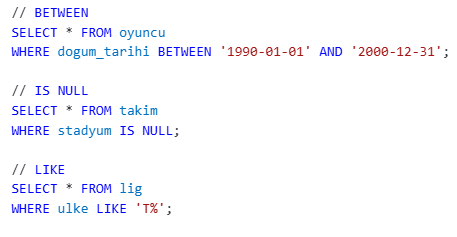 // BETWEEN
SELECT * FROM oyuncu
WHERE dogum_tarihi BETWEEN '1990-01-01' AND '2000-12-31';
// IS NULL
SELECT * FROM takim
WHERE stadyum IS NULL;
// LIKE
SELECT * FROM lig
WHERE ulke LIKE 'T%';